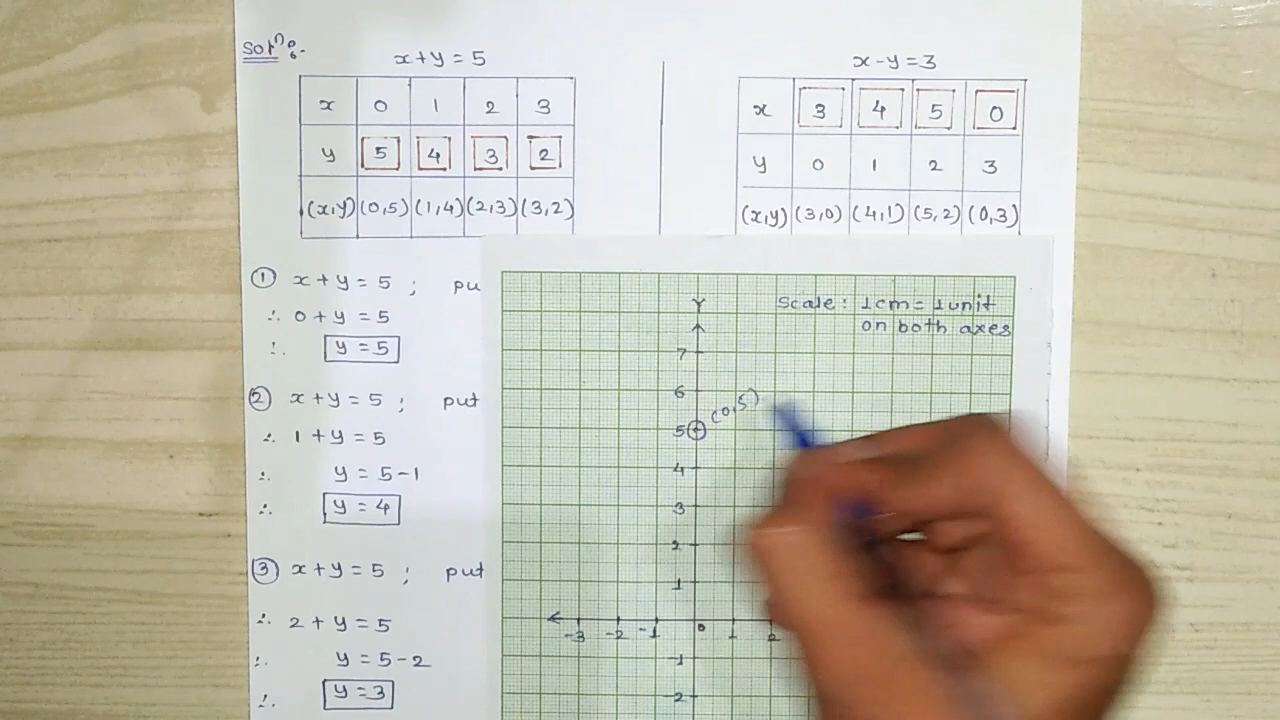 Solⁿ:-
x+y = 5
x 0 1 2 3
y 5 4 3 2
(x,y) (0,5) (1,4) (2,3) (3,2)
x-y = 3
x 3 4 5 0
y 0 1 2 3
(x,y) (3,0) (4,1) (5,2) (0,3)
① x+y = 5 ; pu
∴ 0+y = 5
∴ y = 5
② x+y = 5 ; put
∴ 1+y = 5
∴ y = 5-1
∴ y = 4
③ x+y = 5 ; put
∴ 2+y = 5
∴ y = 5-2
∴ y = 3
Scale: 1cm = 1unit
on both axes
Y
7
6
(0,5)
5
4
3
2
1
-3 -2 -1 0 1 2
-1
-2